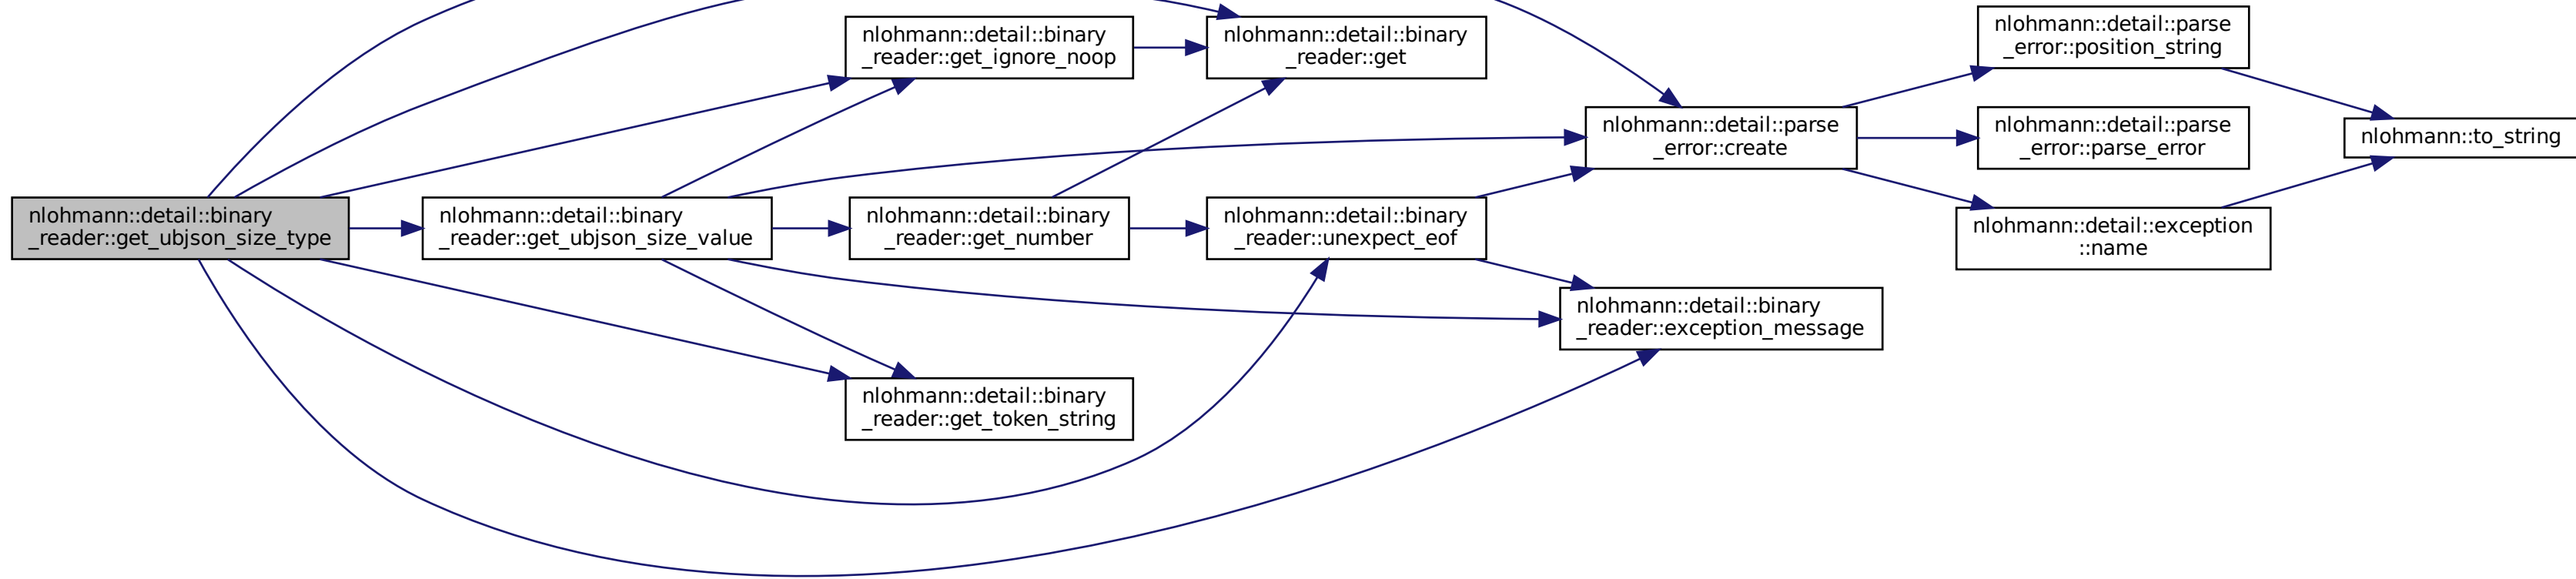 nlohmann::detail::binary
_reader::get_ubjson_size_type
nlohmann::detail::binary
_reader::get_ubjson_size_value
nlohmann::detail::binary
_reader::get_ignore_noop
nlohmann::detail::binary
_reader::get_number
nlohmann::detail::binary
_reader::get_token_string
nlohmann::detail::binary
_reader::get
nlohmann::detail::binary
_reader::unexpect_eof
nlohmann::detail::parse
_error::create
nlohmann::detail::binary
_reader::exception_message
nlohmann::detail::parse
_error::position_string
nlohmann::detail::parse
_error::parse_error
nlohmann::detail::exception
::name
nlohmann::to_string